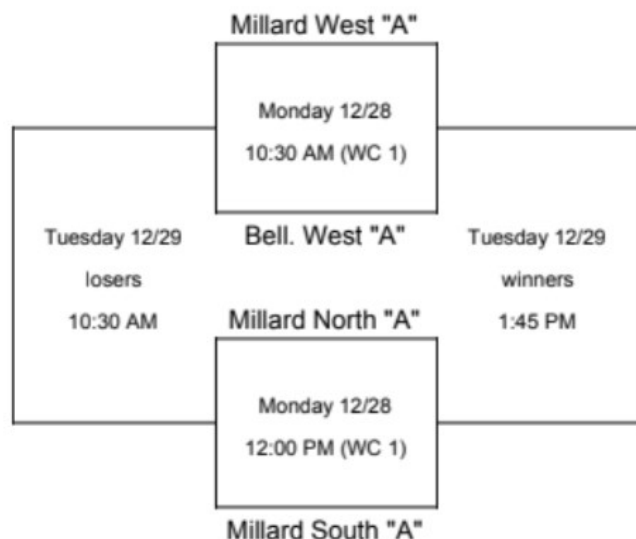 Millard West "A"
Monday 12/28
10:30 AM (WC 1)
Bell. West "A"
Tuesday 12/29
losers
10:30 AM
Tuesday 12/29
winners
1:45 PM
Millard North "A"
Monday 12/28
12:00 PM (WC 1)
Millard South "A"